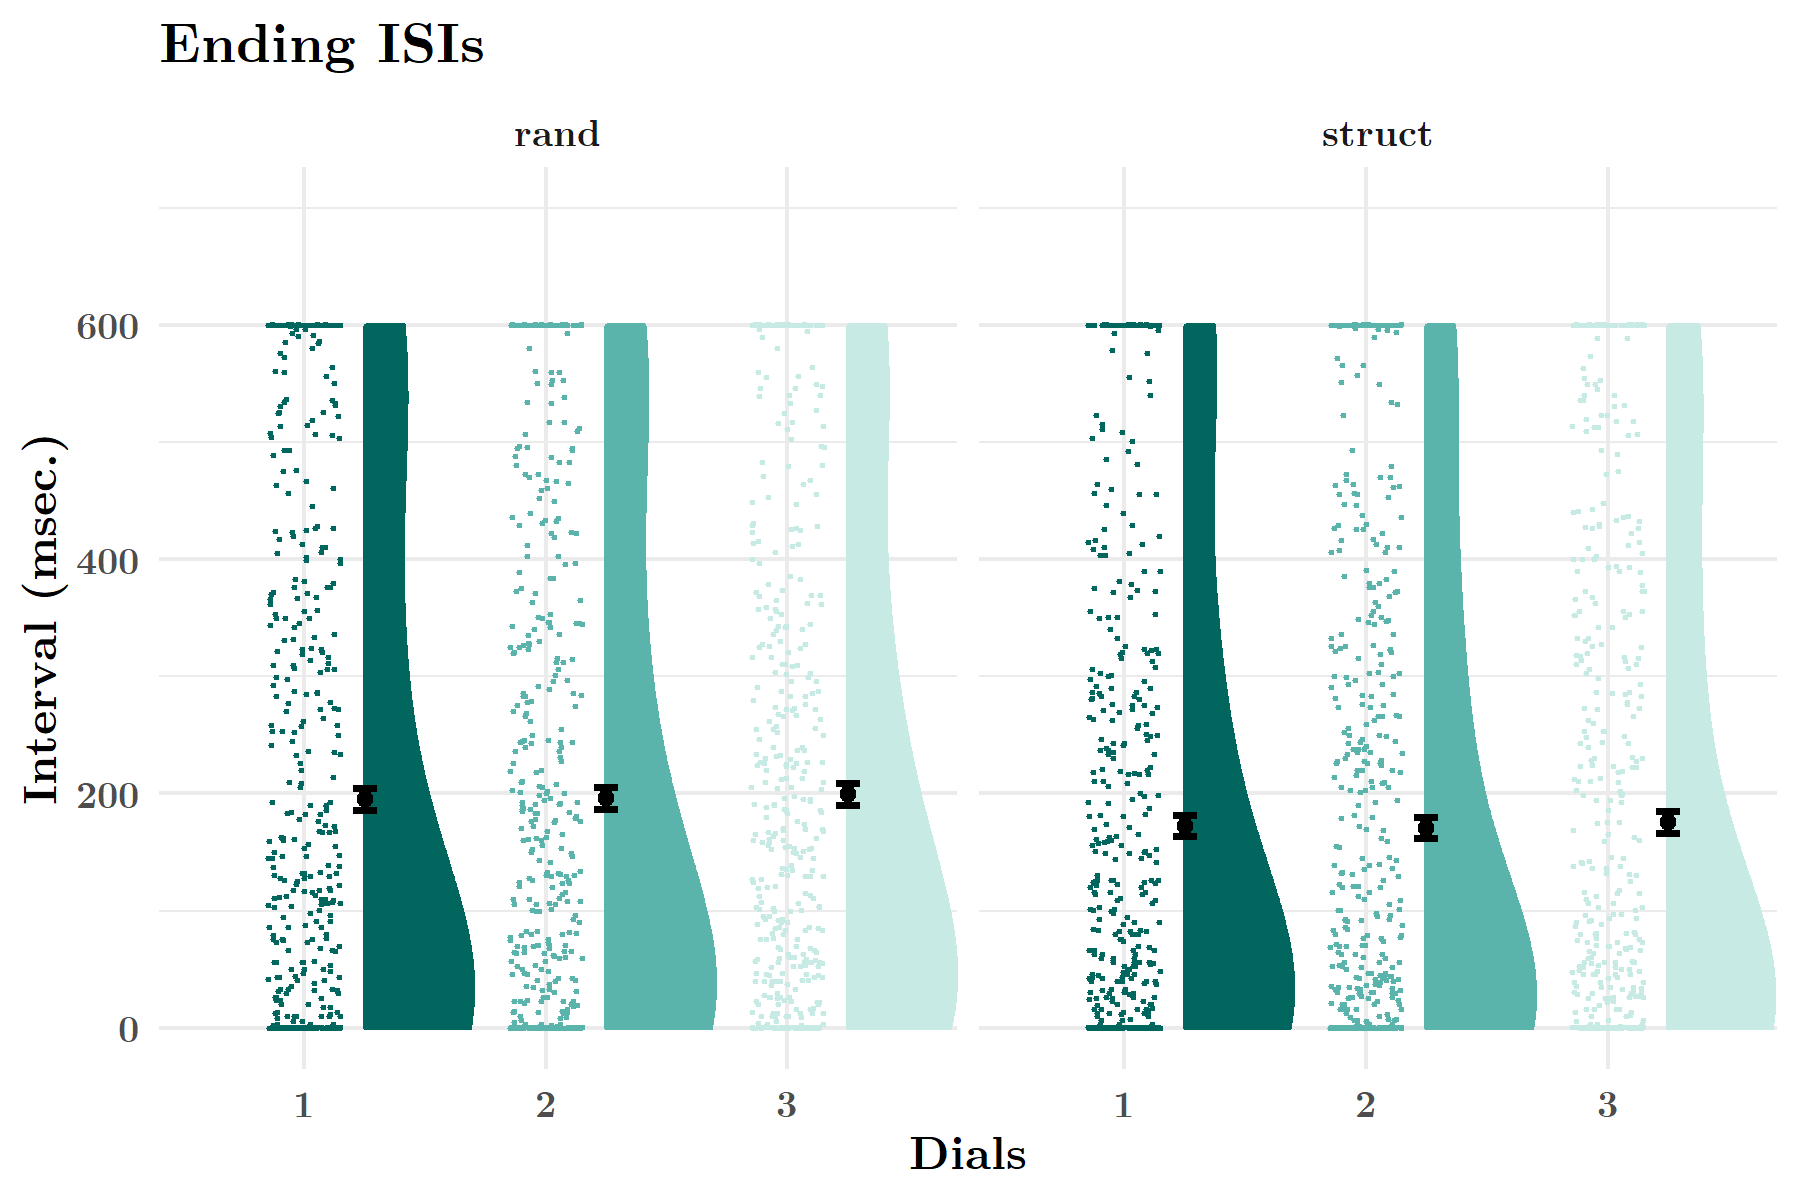 Ending ISIs
rand
struct
Interval (msec.)
600
400
200
0
1
2
3
1
2
3
Dials